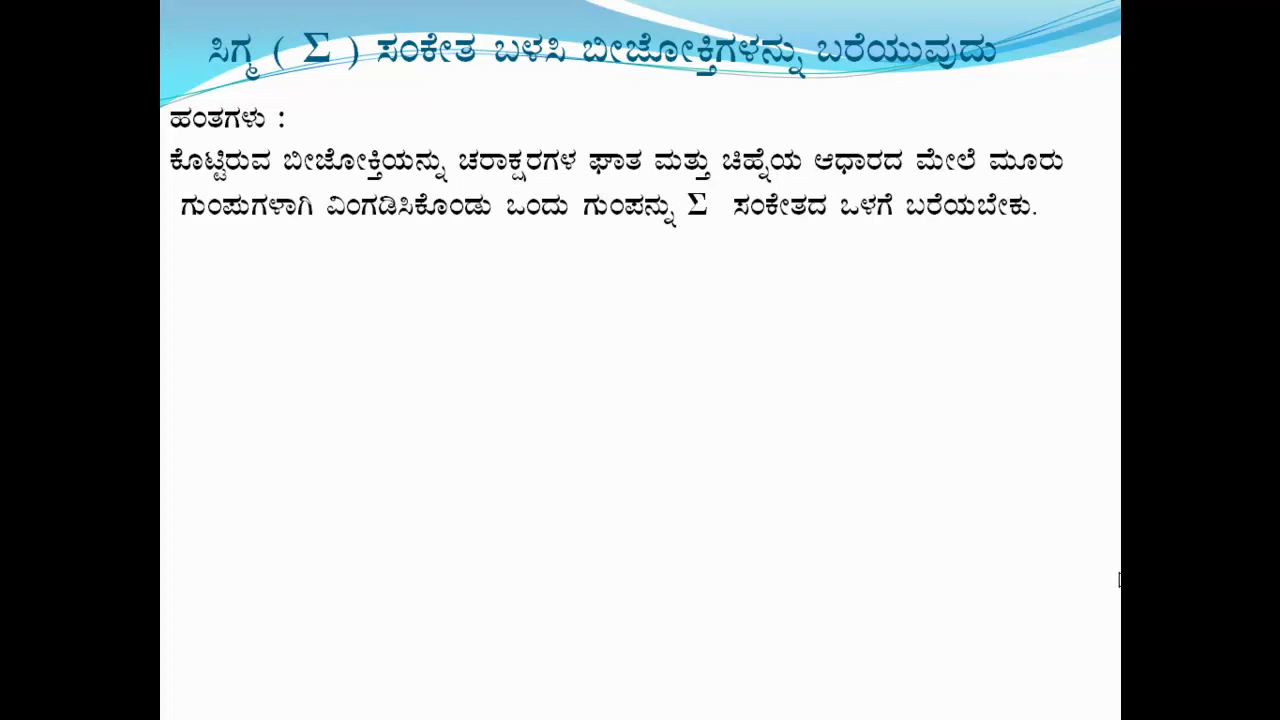 ಸಿಗ್ಮ ( Σ ) ಸಂಕೇತ ಬಳಸಿ ಬೀಜೋಕ್ತಿಗಳನ್ನು ಬರೆಯುವುದು
ಹಂತಗಳು :
ಕೊಟ್ಟಿರುವ ಬೀಜೋಕ್ತಿಯನ್ನು ಚರಾಕ್ಷರಗಳ ಘಾತ ಮತ್ತು ಚಿಹ್ನೆಯ ಆಧಾರದ ಮೇಲೆ ಮೂರು
ಗುಂಪುಗಳಾಗಿ ವಿಂಗಡಿಸಿಕೊಂಡು ಒಂದು ಗುಂಪನ್ನು Σ ಸಂಕೇತದ ಒಳಗೆ ಬರೆಯಬೇಕು.